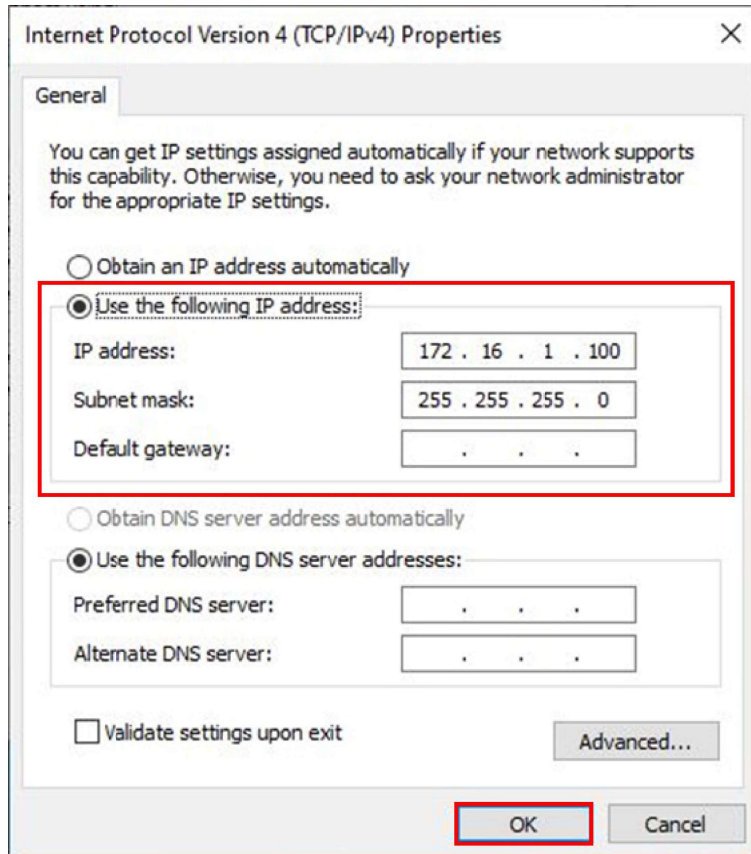 Internet Protocol Version 4 (TCP/IPv4) Properties
General
You can get IP settings assigned automatically if your network supports
this capability. Otherwise, you need to ask your network administrator
for the appropriate IP settings.
Obtain an IP address automatically
Use the following IP address:
IP address: 172 . 16 . 1 . 100
Subnet mask: 255 . 255 . 255 . 0
Default gateway: . . .
Obtain DNS server address automatically
Use the following DNS server addresses:
Preferred DNS server: . . .
Alternate DNS server: . . .
Validate settings upon exit
Advanced...
OK Cancel